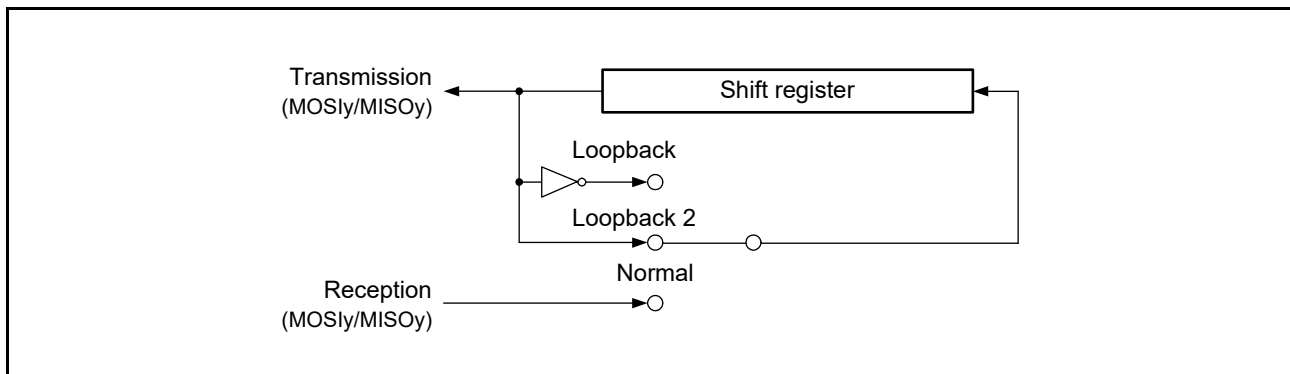 Transmission
(MOSIy/MISOy)
Shift register
Loopback
Loopback 2
Normal
Reception
(MOSIy/MISOy)